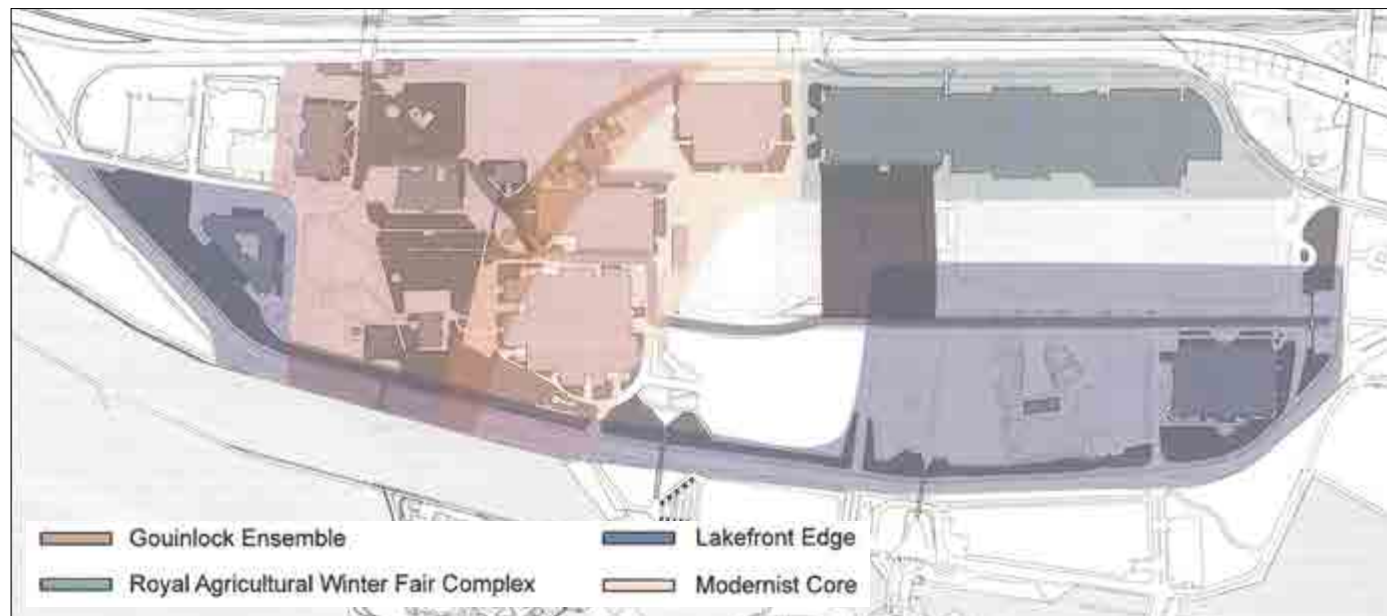 Gouinlock Ensemble
Lakefront Edge
Royal Agricultural Winter Fair Complex
Modernist Core